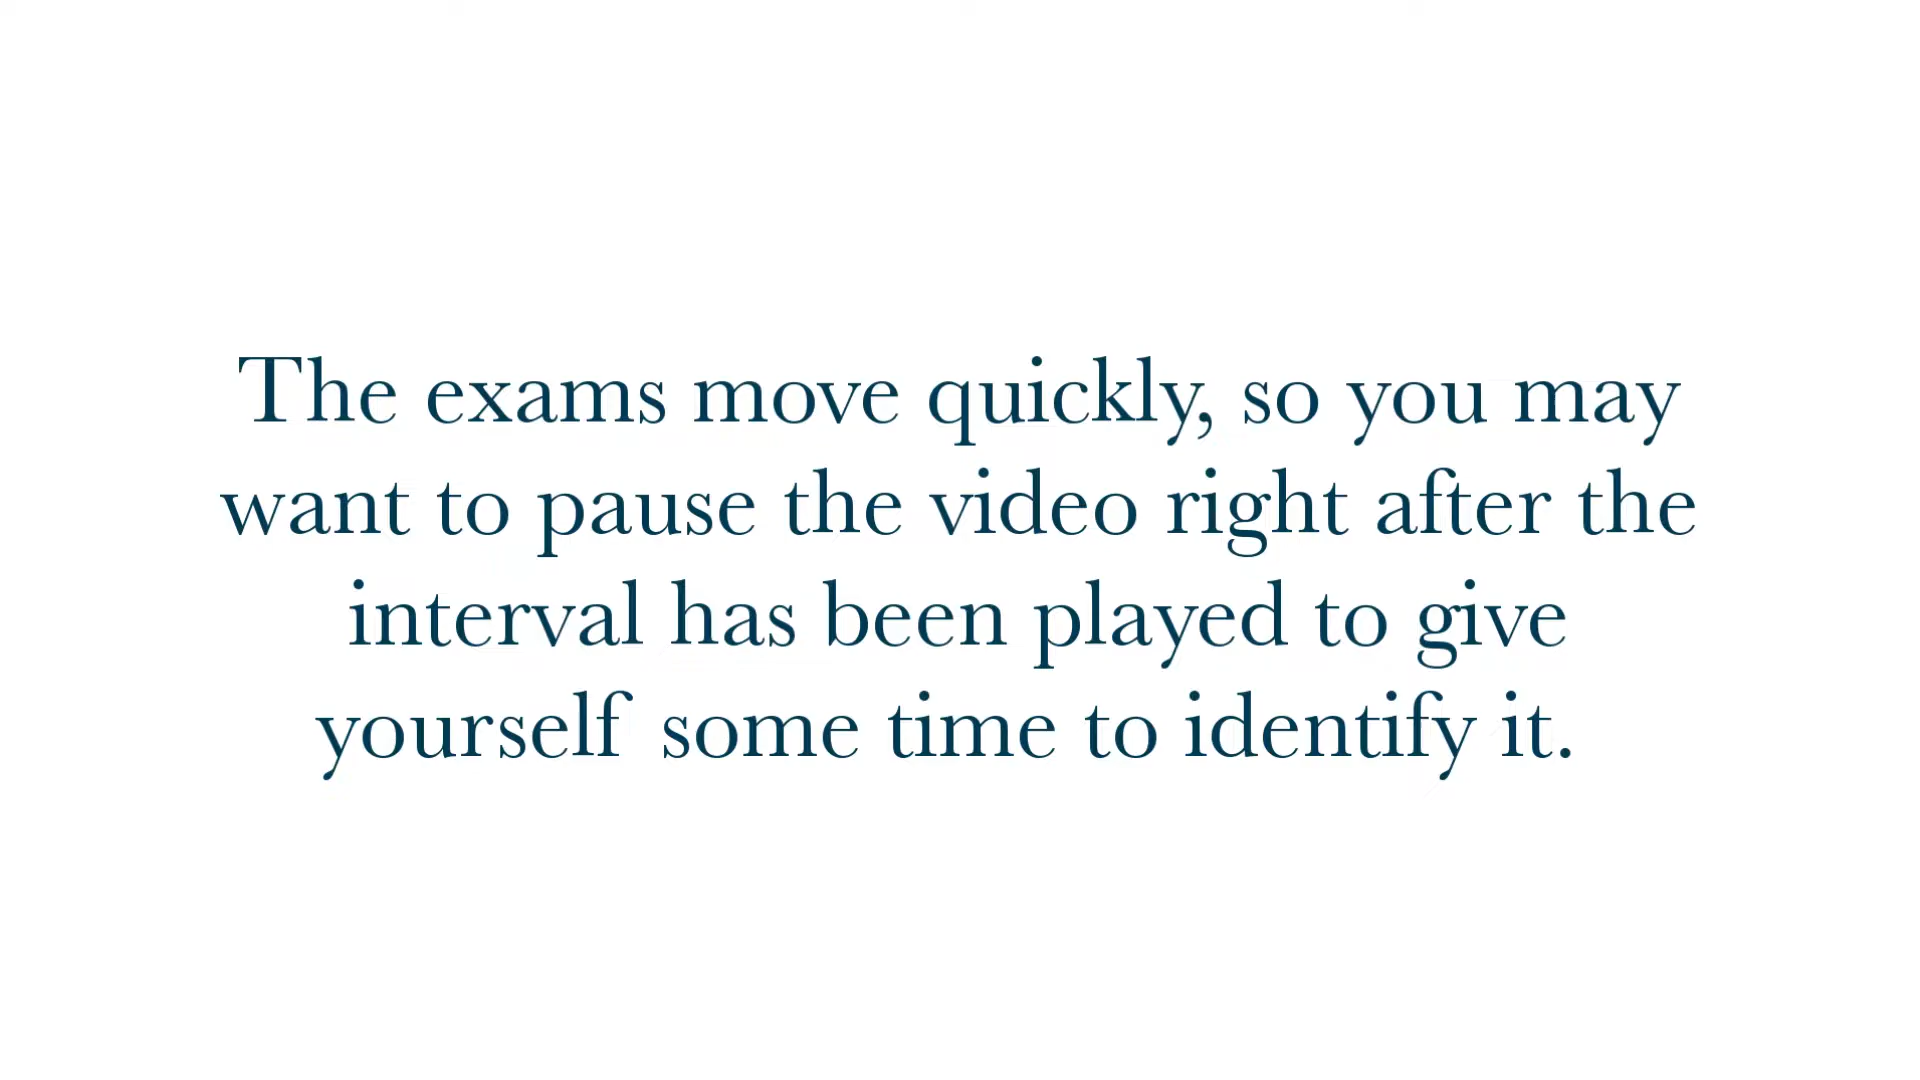 The exams move quickly, so you may
want to pause the video right after the
interval has been played to give
yourself some time to identify it.